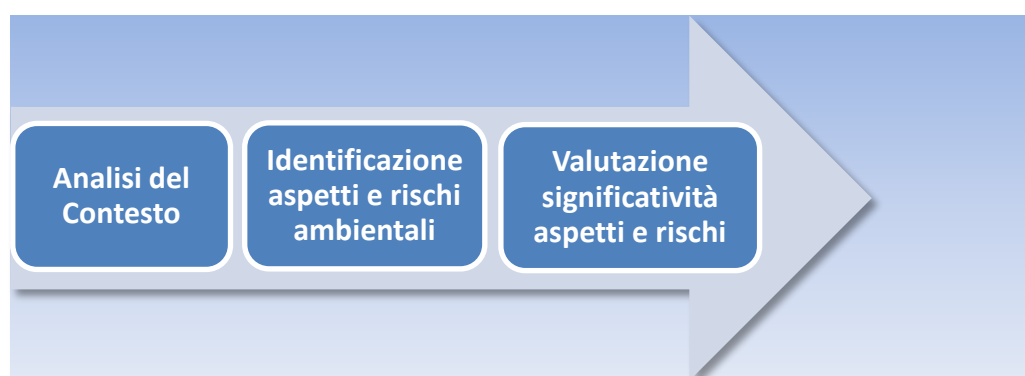 Analisi del
Contesto
Identificazione
aspetti e rischi
ambientali
Valutazione
significatività
aspetti e rischi